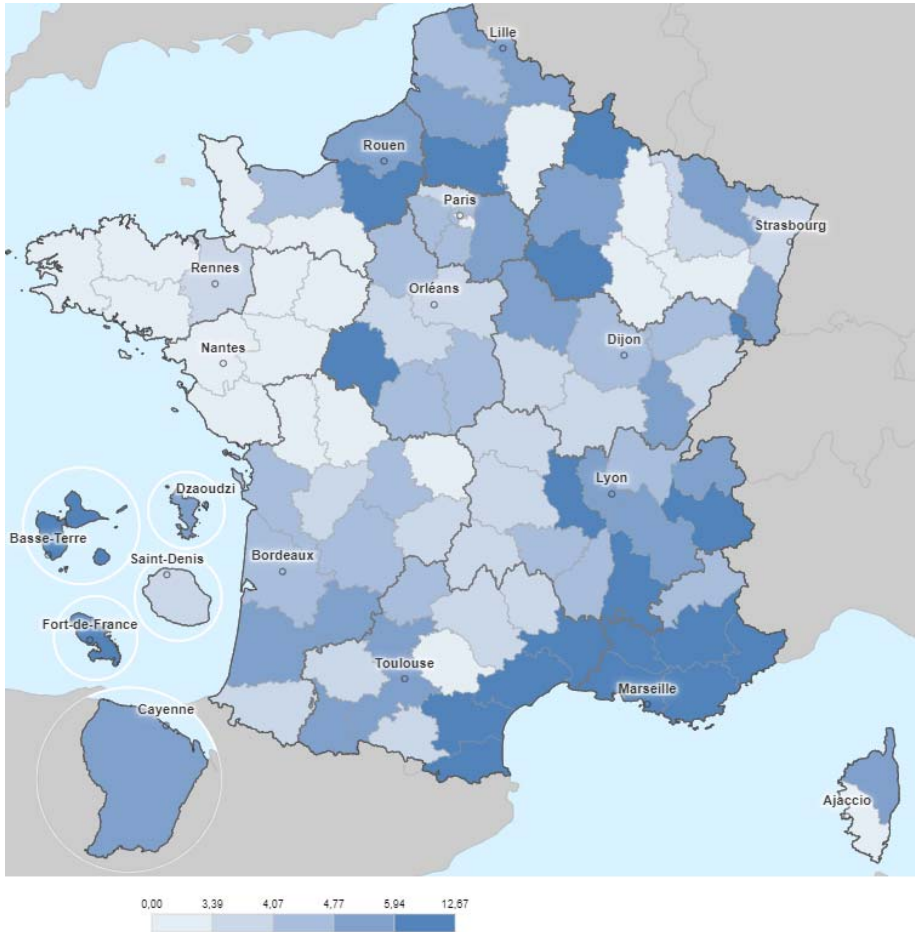 Lille
Rouen
Paris
Strasbourg
Rennes
Orléans
Nantes
Dijon
Dzaoudzi
Lyon
Basse-Terre
Saint-Denis
Bordeaux
Fort-de-France
Toulouse
Marseille
Cayenne
Ajaccio
0,00 3,39 4,07 4,77 5,94 12,67